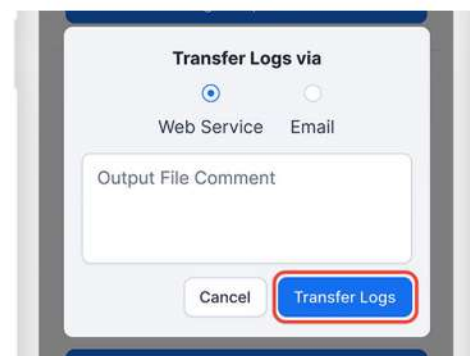 Transfer Logs via
Web Service Email
Output File Comment
Cancel Transfer Logs